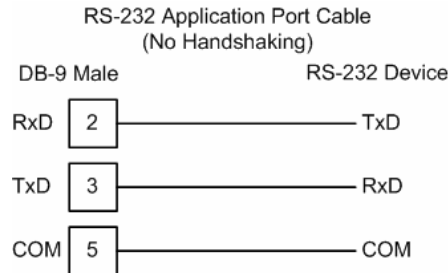 RS-232 Application Port Cable
(No Handshaking)
DB-9 Male RS-232 Device
RxD 2 TxD
TxD 3 RxD
COM 5 COM